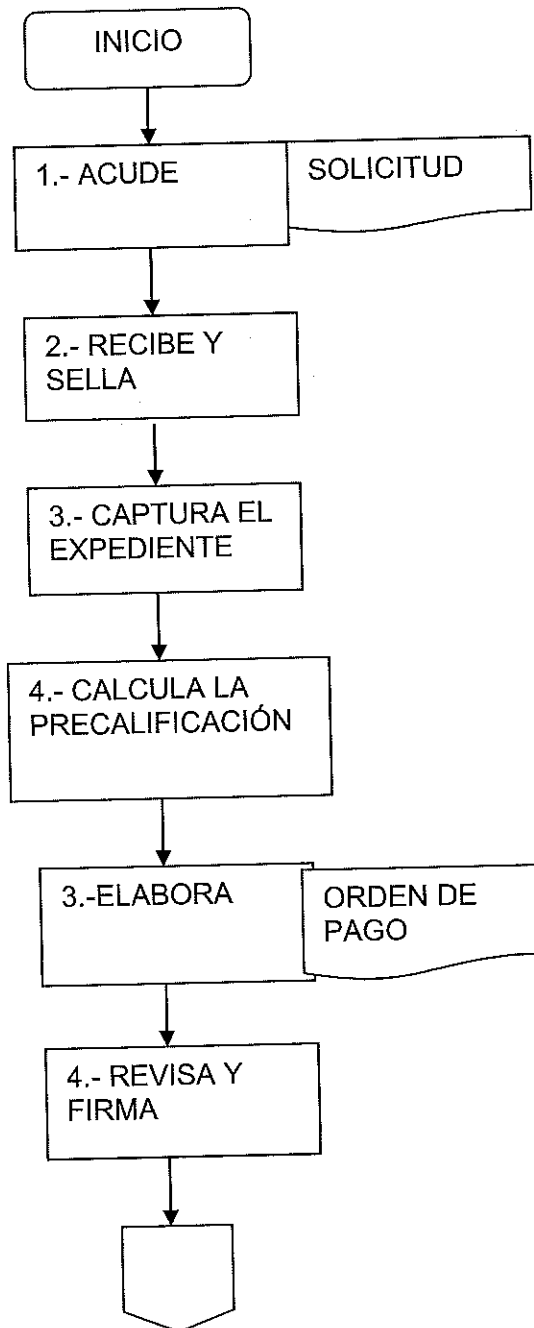 INICIO
1.- ACUDE
SOLICITUD
2.- RECIBE Y
SELLA
3.- CAPTURA EL
EXPEDIENTE
4.- CALCULA LA
PRECALIFICACIÓN
3.-ELABORA
ORDEN DE
PAGO
4.- REVISA Y
FIRMA